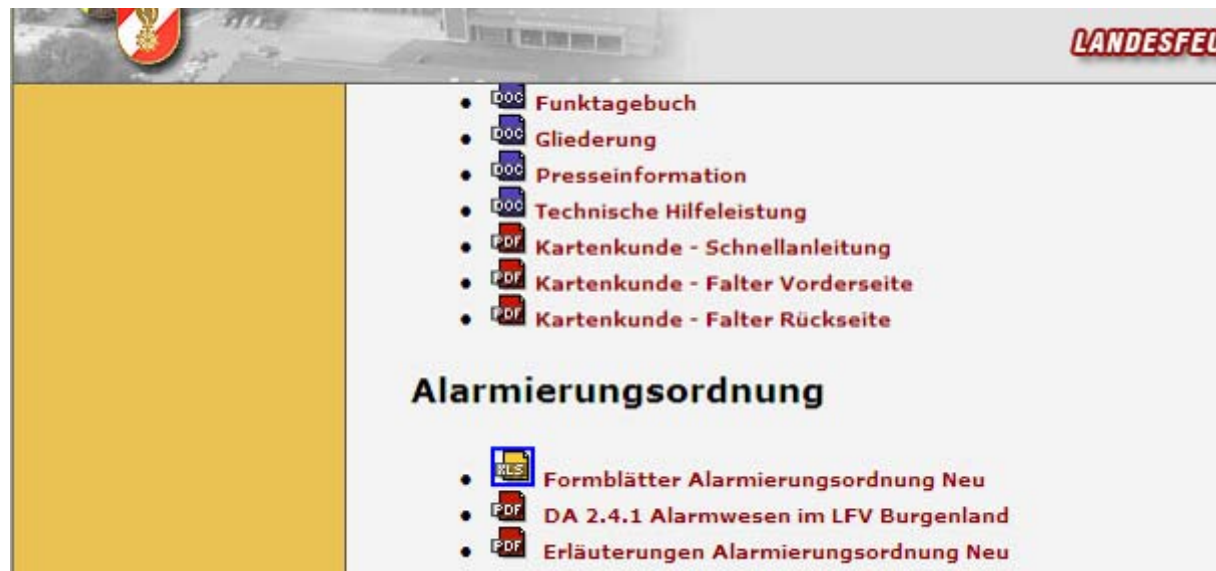 LANDESFEU
DOC Funktagebuch
DOC Gliederung
DOC Presseinformation
DOC Technische Hilfeleistung
PDF Kartenkunde - Schnellanleitung
PDF Kartenkunde - Falter Vorderseite
PDF Kartenkunde - Falter Rückseite
Alarmierungsordnung
XLS Formblätter Alarmierungsordnung Neu
PDF DA 2.4.1 Alarmwesen im LFV Burgenland
PDF Erläuterungen Alarmierungsordnung Neu